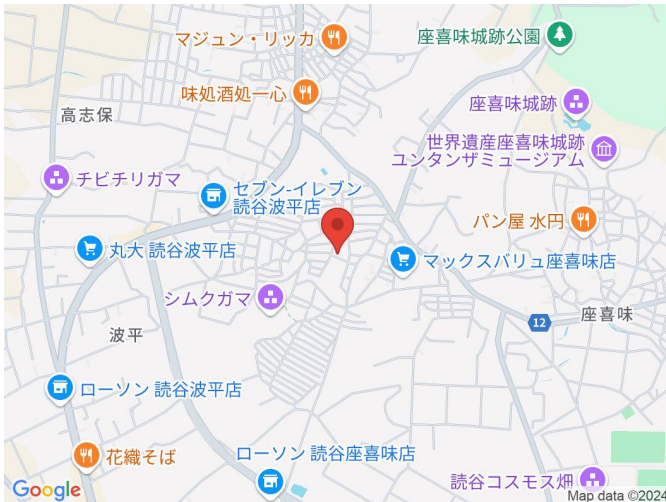 マジュン・リッカ
座喜味城跡公園
味処酒処一心
高志保
座喜味城跡
世界遺産座喜味城跡
ユンタンザミュージアム
チビチリガマ
セブン-イレブン
読谷波平店
パン屋 水円
丸大 読谷波平店
マックスバリュ座喜味店
シムクガマ
12
座喜味
波平
ローソン 読谷波平店
花織そば
ローソン 読谷座喜味店
読谷コスモス畑
Google
Map data ©2024